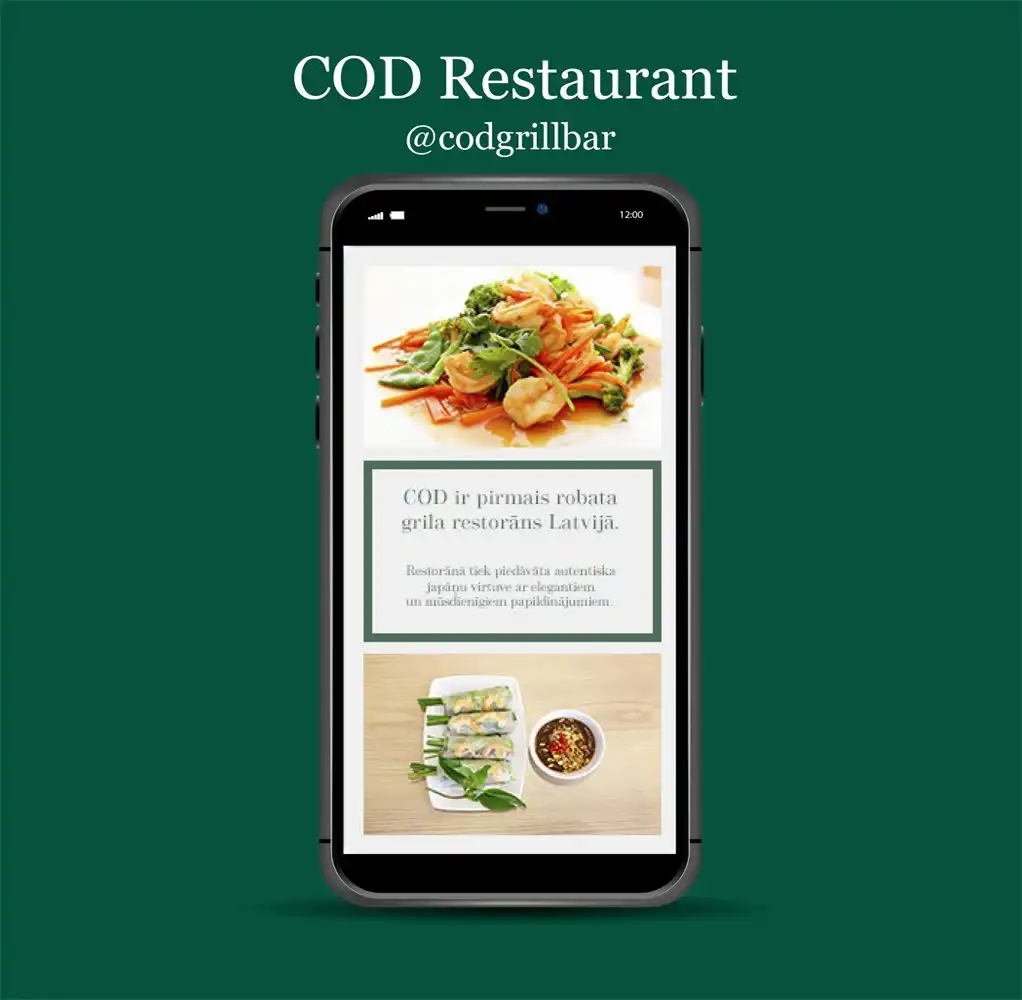 COD Restaurant
@codgrillbar
12:00
COD ir pirmais robata
grila restorāns Latvijā.
Restorānā tiek piedāvāta autentiska
japāņu virtuve ar elegantiem
un mūsdienīgiem papildinājumiem.